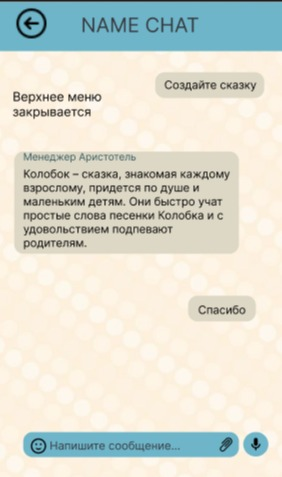 NAME CHAT
Создайте сказку
Верхнее меню
закрывается
Менеджер Аристотель
Колобок – сказка, знакомая каждому
взрослому, придется по душе и
маленьким детям. Они быстро учат
простые слова песенки Колобка и с
удовольствием подпевают
родителям.
Спасибо
Напишите сообщение...